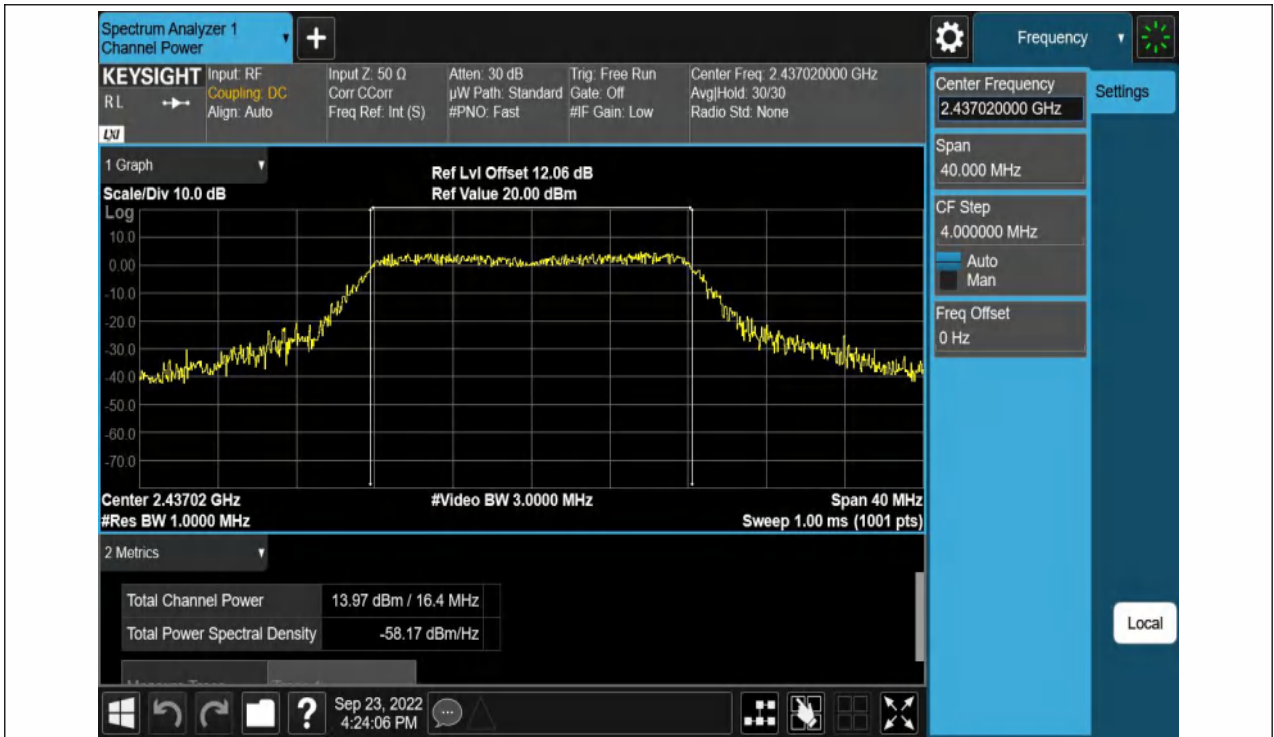 Spectrum Analyzer 1
Channel Power
+
Frequency
KEYSIGHT
RL
LXI
Input: RF
Coupling: DC
Align: Auto
Input Z: 50 Ω
Corr CCorr
Freq Ref: Int (S)
Atten: 30 dB
µW Path: Standard
#PNO: Fast
Trig: Free Run
Gate: Off
#IF Gain: Low
Center Freq: 2.437020000 GHz
Avg|Hold: 30/30
Radio Std: None
1 Graph
Scale/Div 10.0 dB
Ref Lvl Offset 12.06 dB
Ref Value 20.00 dBm
Log
10.0
0.00
-10.0
-20.0
-30.0
-40.0
-50.0
-60.0
-70.0
Center 2.43702 GHz
#Video BW 3.0000 MHz
Span 40 MHz
#Res BW 1.0000 MHz
Sweep 1.00 ms (1001 pts)
2 Metrics
Total Channel Power 13.97 dBm / 16.4 MHz
Total Power Spectral Density -58.17 dBm/Hz
Center Frequency
2.437020000 GHz
Settings
Span
40.000 MHz
CF Step
4.000000 MHz
Auto
Man
Freq Offset
0 Hz
Local
?
Sep 23, 2022
4:24:06 PM